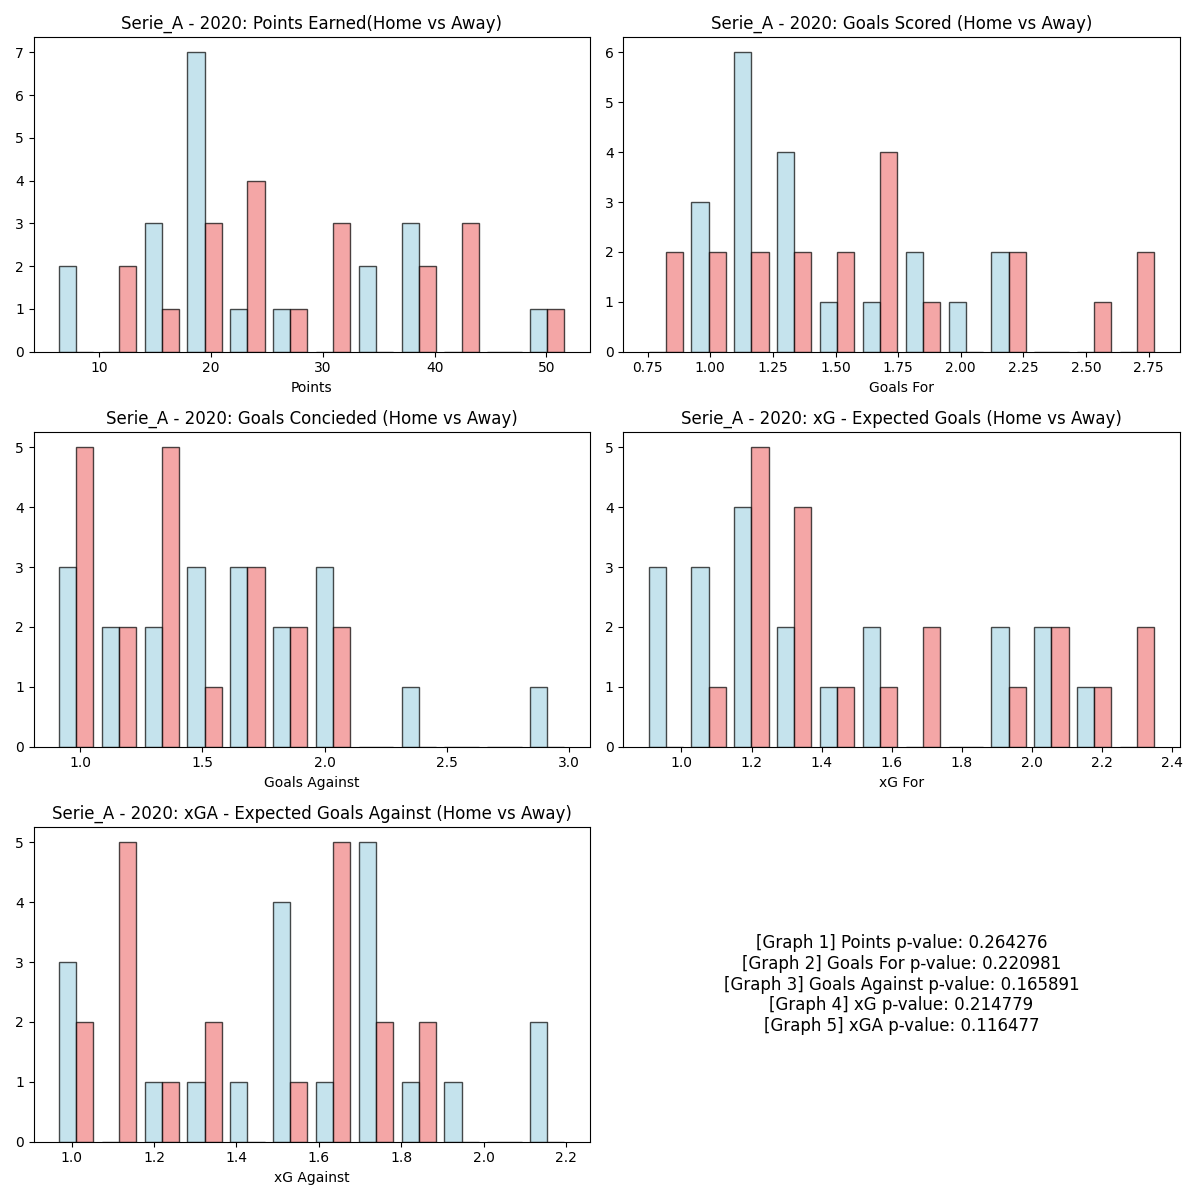 Serie_A - 2020: Points Earned(Home vs Away)
7
6
5
4
3
2
1
0
10 20 30 40 50
Points
Serie_A - 2020: Goals Scored (Home vs Away)
6
5
4
3
2
1
0
0.75 1.00 1.25 1.50 1.75 2.00 2.25 2.50 2.75
Goals For
Serie_A - 2020: Goals Concieded (Home vs Away)
5
4
3
2
1
0
1.0 1.5 2.0 2.5 3.0
Goals Against
Serie_A - 2020: xG - Expected Goals (Home vs Away)
5
4
3
2
1
0
1.0 1.2 1.4 1.6 1.8 2.0 2.2 2.4
xG For
Serie_A - 2020: xGA - Expected Goals Against (Home vs Away)
5
4
3
2
1
0
1.0 1.2 1.4 1.6 1.8 2.0 2.2
xG Against
[Graph 1] Points p-value: 0.264276
[Graph 2] Goals For p-value: 0.220981
[Graph 3] Goals Against p-value: 0.165891
[Graph 4] xG p-value: 0.214779
[Graph 5] xGA p-value: 0.116477